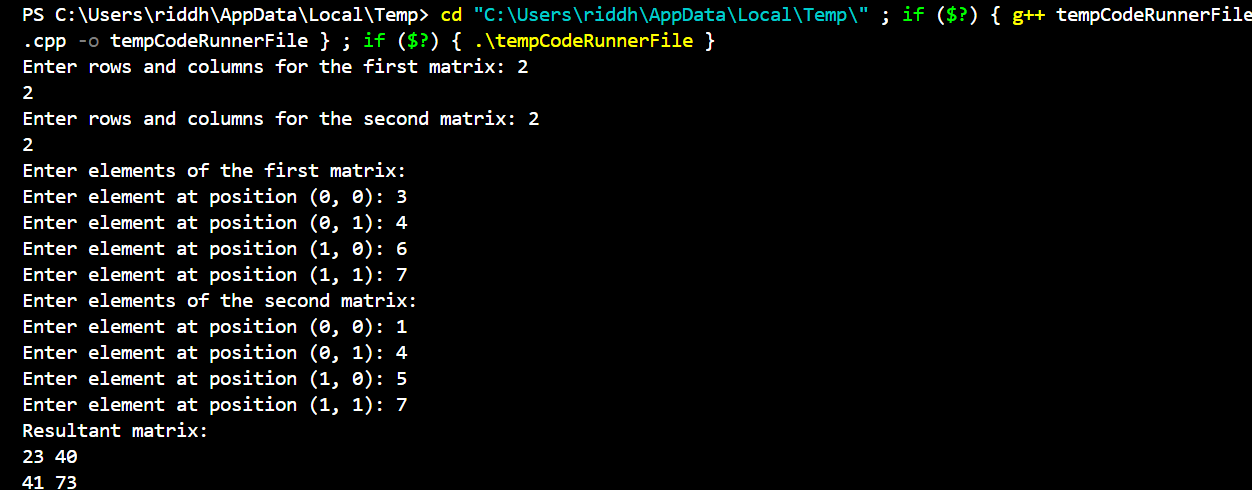 PS C:\Users\riddh\AppData\Local\Temp> cd "C:\Users\riddh\AppData\Local\Temp\" ; if ($?) { g++ tempCodeRunnerFile
.cpp -o tempCodeRunnerFile } ; if ($?) { .\tempCodeRunnerFile }
Enter rows and columns for the first matrix: 2
2
Enter rows and columns for the second matrix: 2
2
Enter elements of the first matrix:
Enter element at position (0, 0): 3
Enter element at position (0, 1): 4
Enter element at position (1, 0): 6
Enter element at position (1, 1): 7
Enter elements of the second matrix:
Enter element at position (0, 0): 1
Enter element at position (0, 1): 4
Enter element at position (1, 0): 5
Enter element at position (1, 1): 7
Resultant matrix:
23 40
41 73